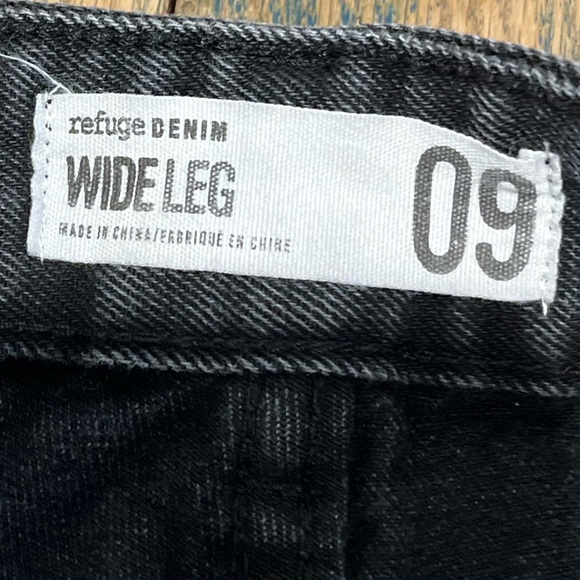 refuge DENIM
WIDE LEG
MADE IN CHINA/FABRIQUÉ EN CHINE
09